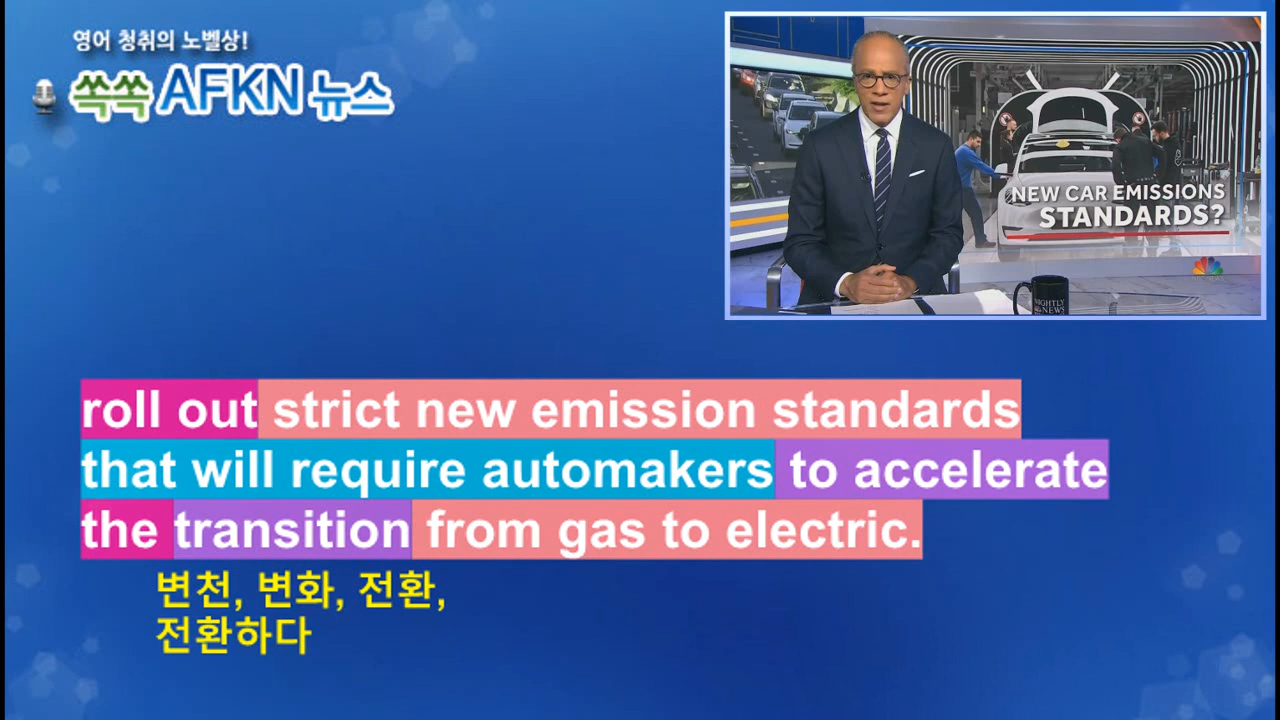 영어 청취의 노벨상!
쏙쏙 AFKN 뉴스
NEW CAR EMISSIONS
STANDARDS?
NIGHTLY
NEWS
roll out strict new emission standards
that will require automakers to accelerate
the transition from gas to electric.
변천, 변화, 전환,
전환하다